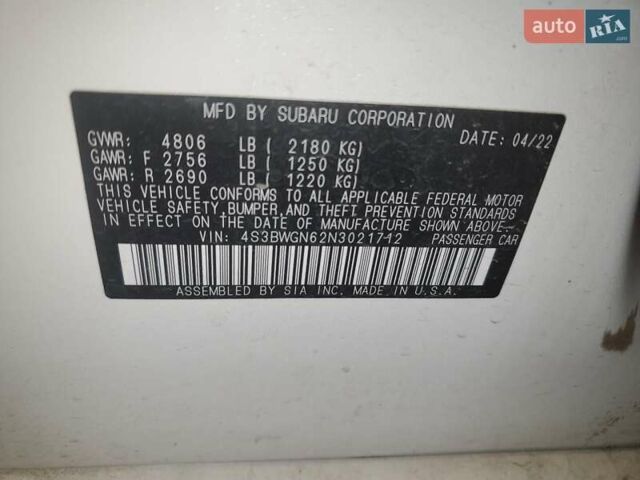 auto RIA.com
MFD BY SUBARU CORPORATION
GVWR: 4806 LB ( 2180 KG) DATE: 04/22
GAWR: F 2756 LB ( 1250 KG)
GAWR: R 2690 LB ( 1220 KG)
THIS VEHICLE CONFORMS TO ALL APPLICABLE FEDERAL MOTOR
VEHICLE SAFETY, BUMPER, AND THEFT PREVENTION STANDARDS
IN EFFECT ON THE DATE OF MANUFACTURE SHOWN ABOVE.
VIN: 4S3BWGN62N3021712 PASSENGER CAR
ASSEMBLED BY SIA INC. MADE IN U.S.A.